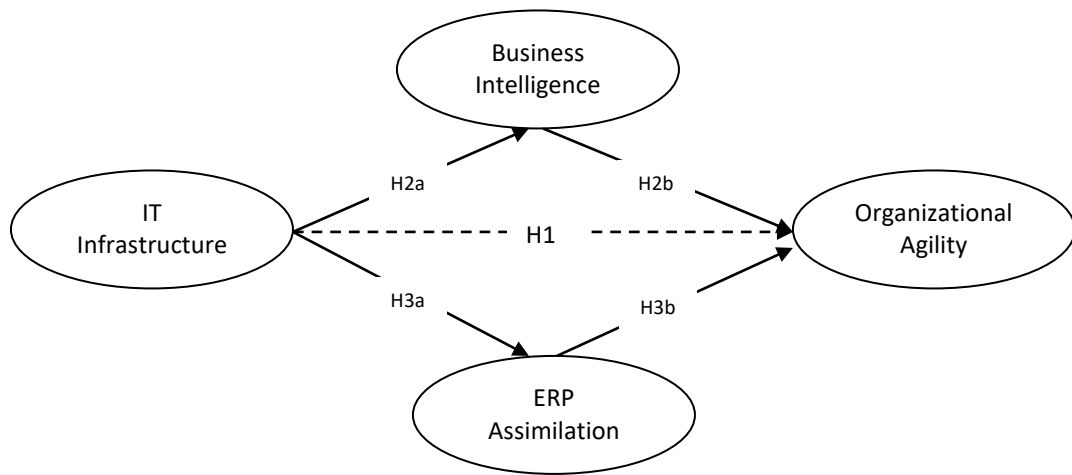 Business
Intelligence
H2a
H2b
IT
Infrastructure
H1
Organizational
Agility
H3a
H3b
ERP
Assimilation